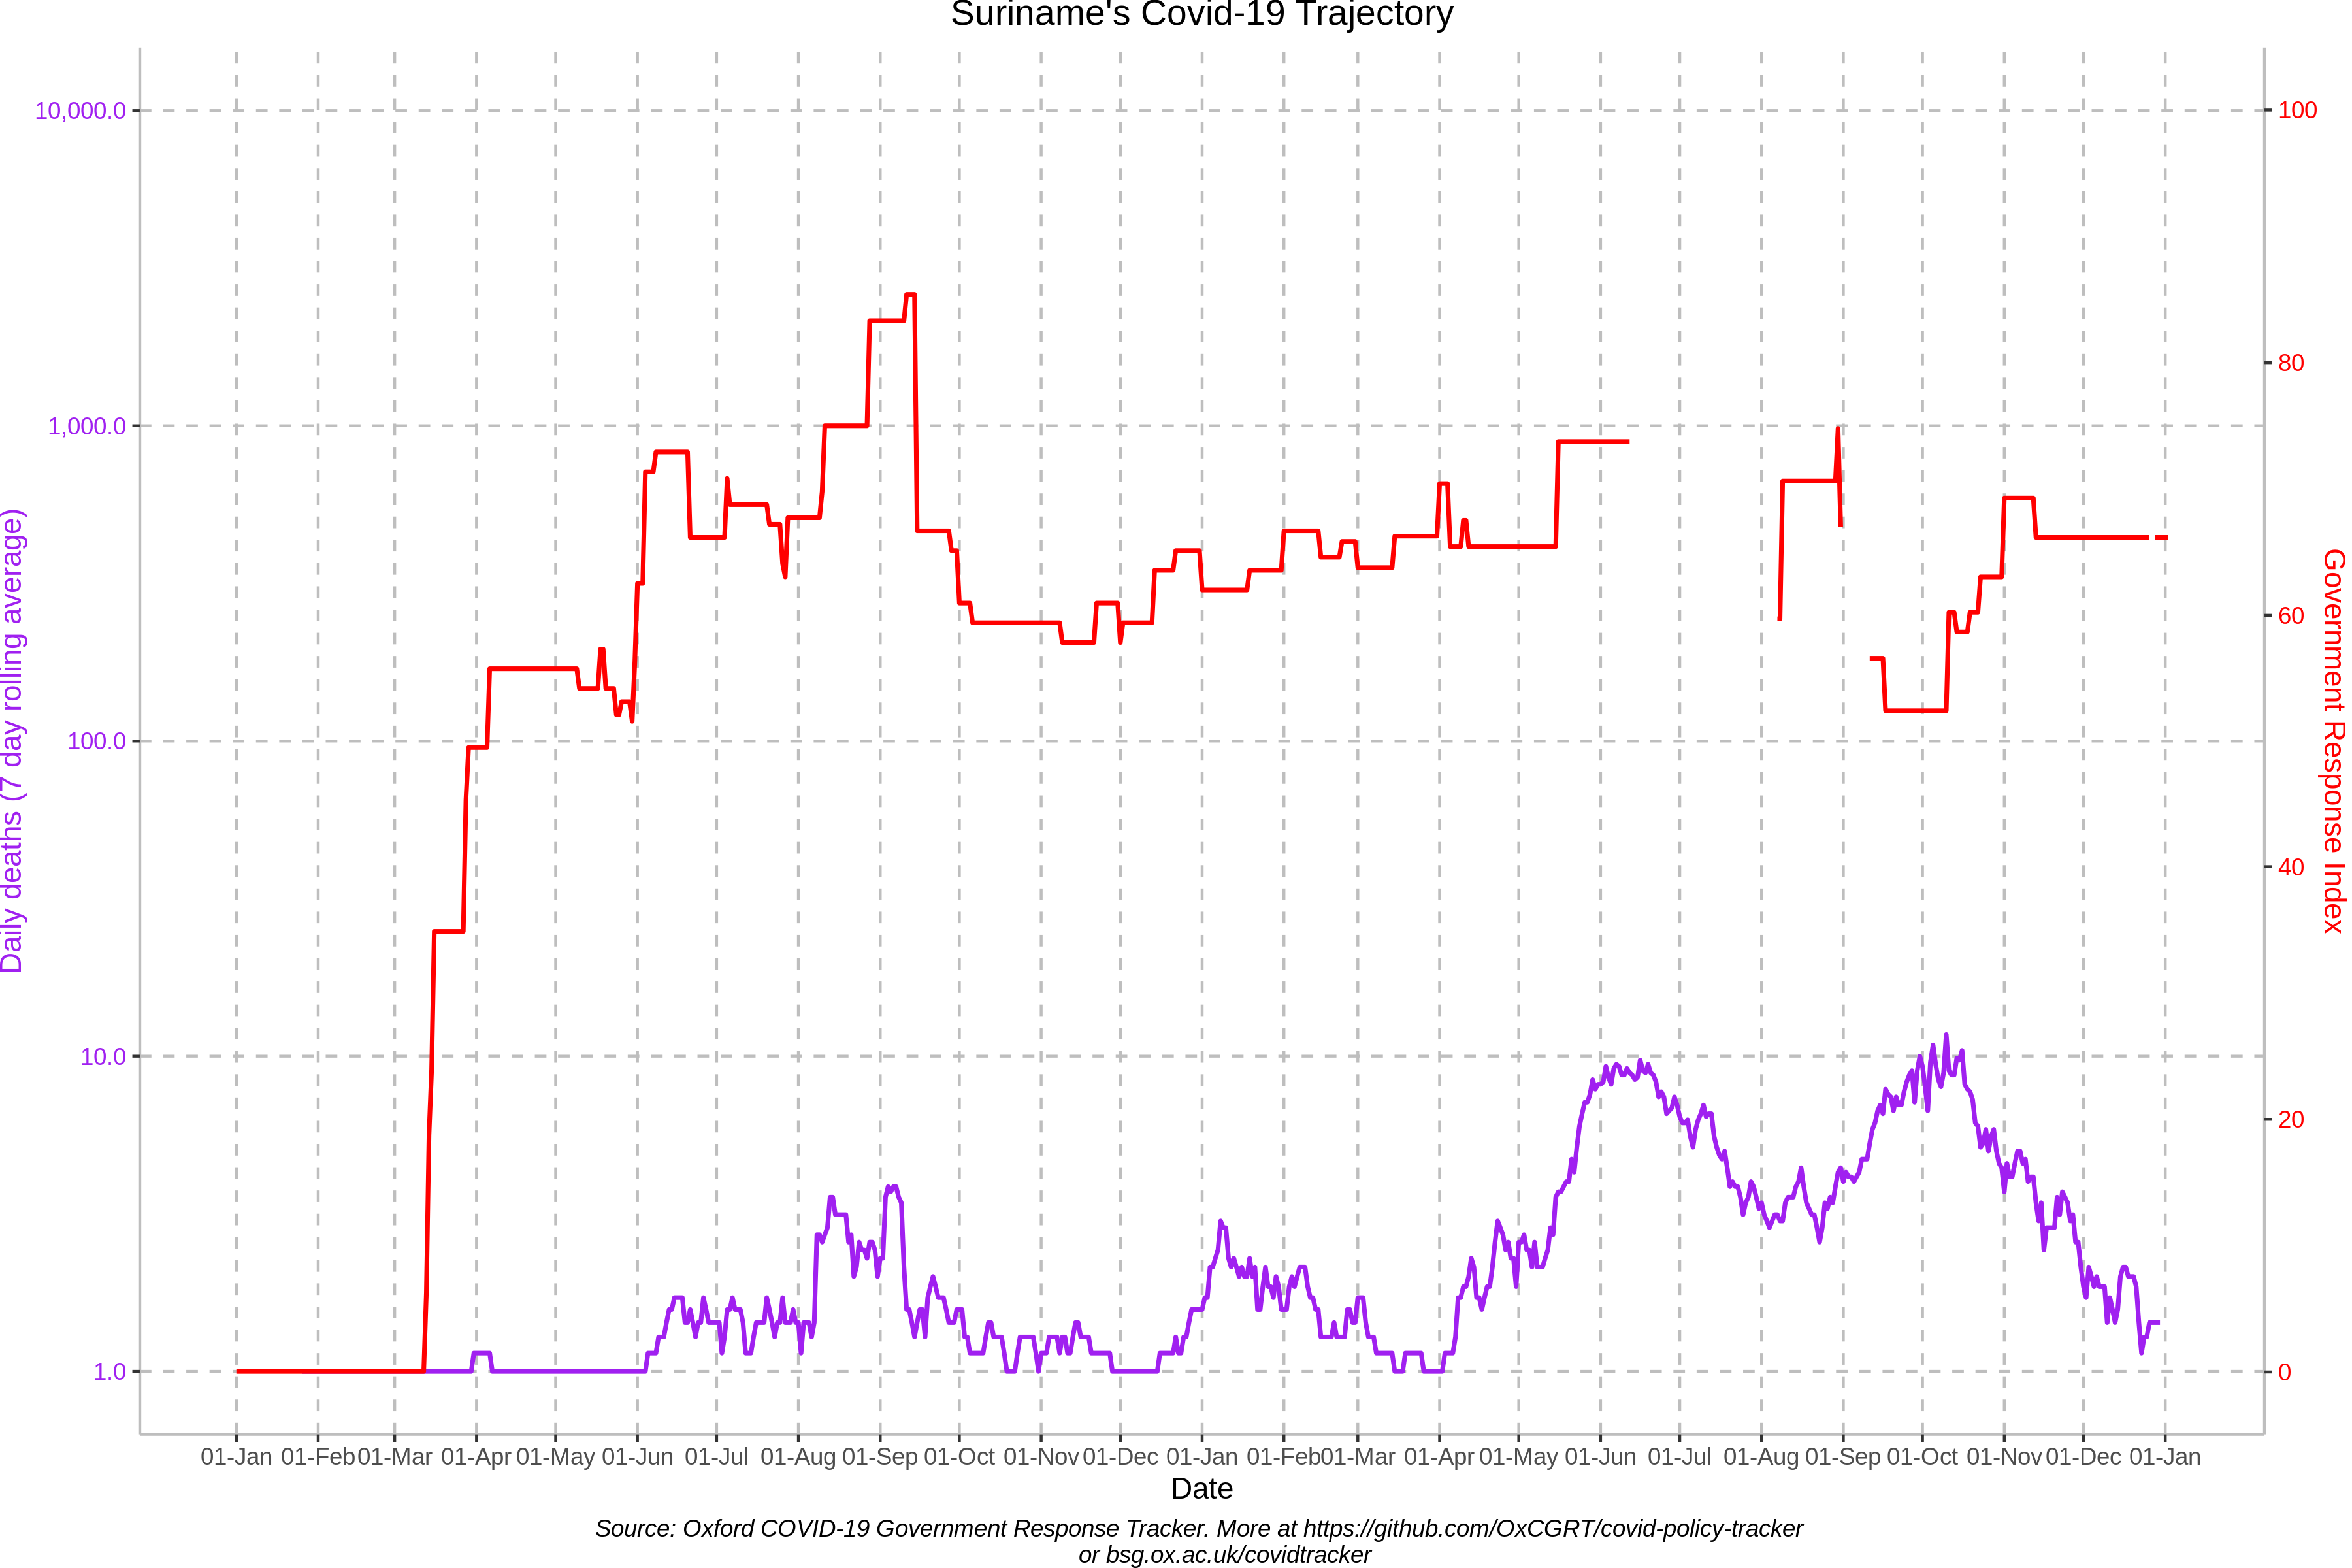 Suriname's Covid-19 Trajectory
Daily deaths (7 day rolling average)
10,000.0
1,000.0
100.0
10.0
1.0
100
80
60
40
20
0
Government Response Index
01-Jan 01-Feb 01-Mar 01-Apr 01-May 01-Jun 01-Jul 01-Aug 01-Sep 01-Oct 01-Nov 01-Dec 01-Jan 01-Feb 01-Mar 01-Apr 01-May 01-Jun 01-Jul 01-Aug 01-Sep 01-Oct 01-Nov 01-Dec 01-Jan
Date
Source: Oxford COVID-19 Government Response Tracker. More at https://github.com/OxCGRT/covid-policy-tracker
or bsg.ox.ac.uk/covidtracker